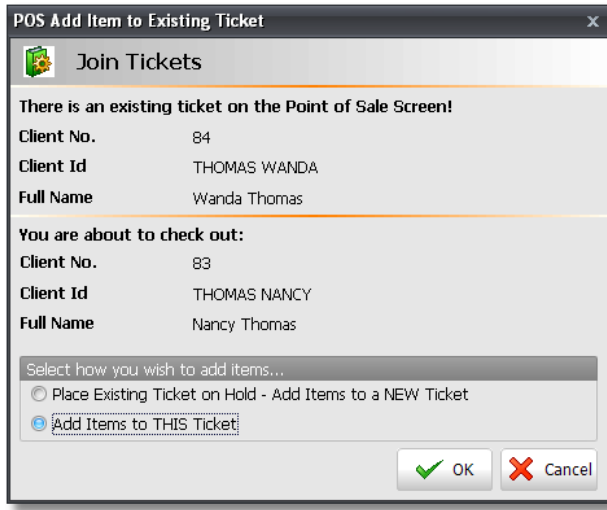 POS Add Item to Existing Ticket x
Join Tickets
There is an existing ticket on the Point of Sale Screen!
Client No. 84
Client Id THOMAS WANDA
Full Name Wanda Thomas
You are about to check out:
Client No. 83
Client Id THOMAS NANCY
Full Name Nancy Thomas
Select how you wish to add items...
Place Existing Ticket on Hold - Add Items to a NEW Ticket
Add Items to THIS Ticket
OK Cancel